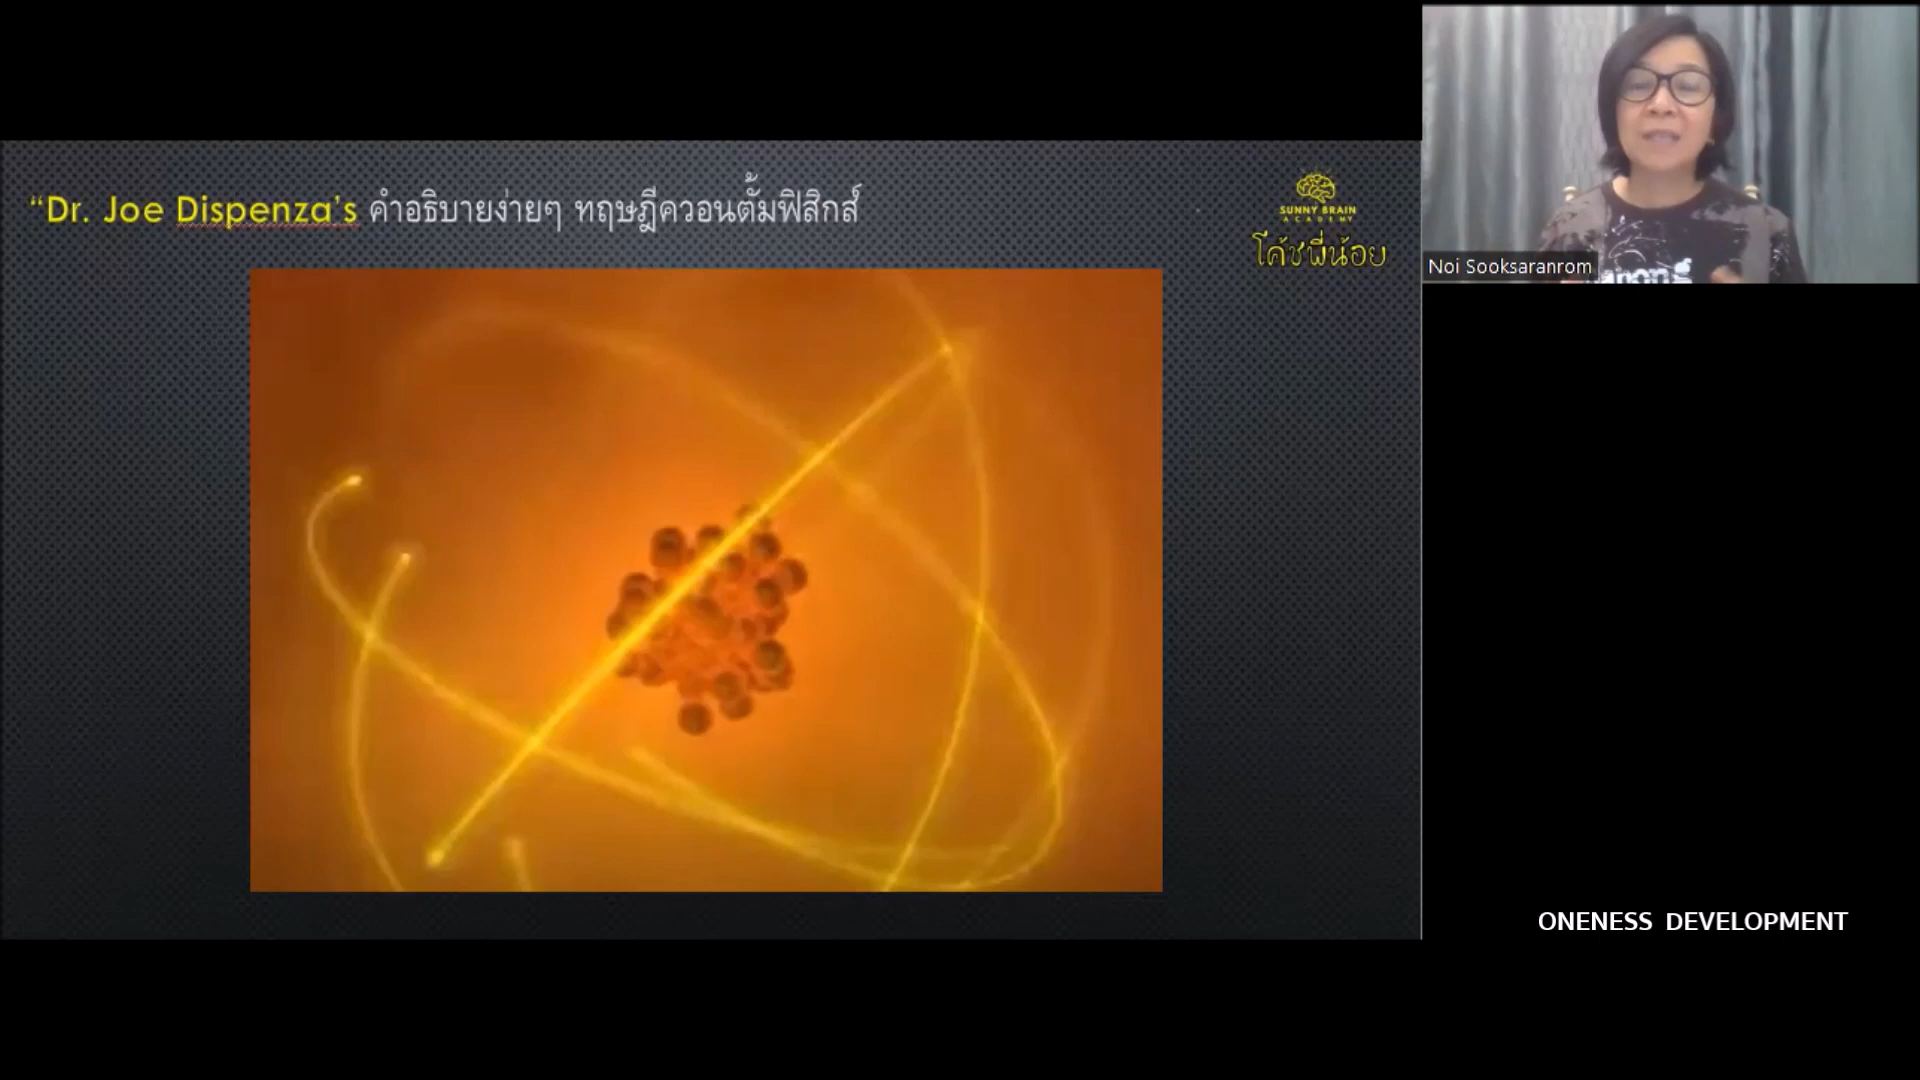 “Dr. Joe Dispenza’s คำอธิบายง่ายๆ ทฤษฎีควอนตั้มฟิสิกส์
SUNNY BRAIN
ACADEMY
โค้ชพี่น้อย
Noi Sooksaranrom
ONENESS DEVELOPMENT